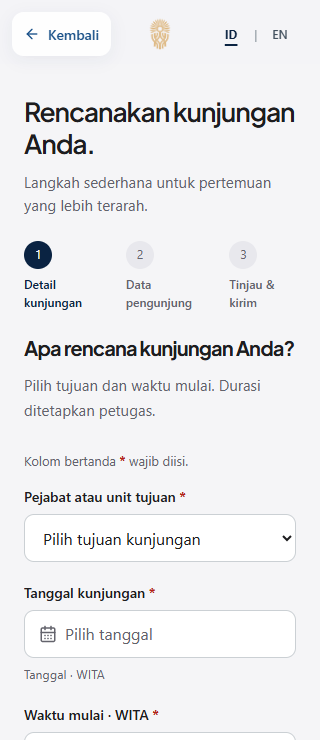 Kembali
ID | EN
Rencanakan kunjungan
Anda.
Langkah sederhana untuk pertemuan
yang lebih terarah.
1 2 3
Detail
kunjungan
Data
pengunjung
Tinjau &
kirim
Apa rencana kunjungan Anda?
Pilih tujuan dan waktu mulai. Durasi
ditetapkan petugas.
Kolom bertanda * wajib diisi.
Pejabat atau unit tujuan *
Pilih tujuan kunjungan
Tanggal kunjungan *
Pilih tanggal
Tanggal · WITA
Waktu mulai · WITA *